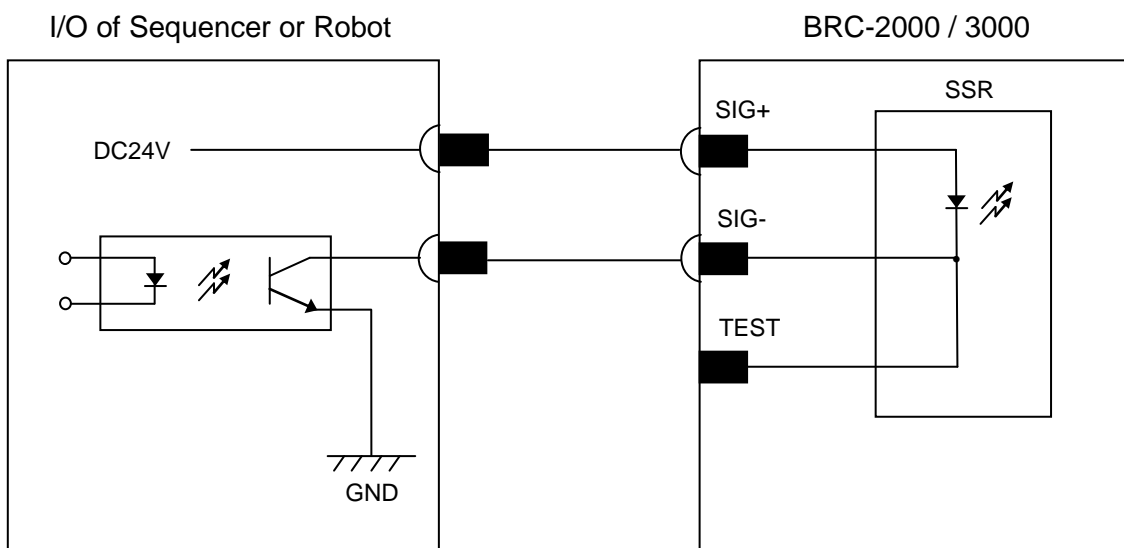 I/O of Sequencer or Robot
BRC-2000 / 3000
SSR
SIG+
DC24V
SIG-
TEST
GND